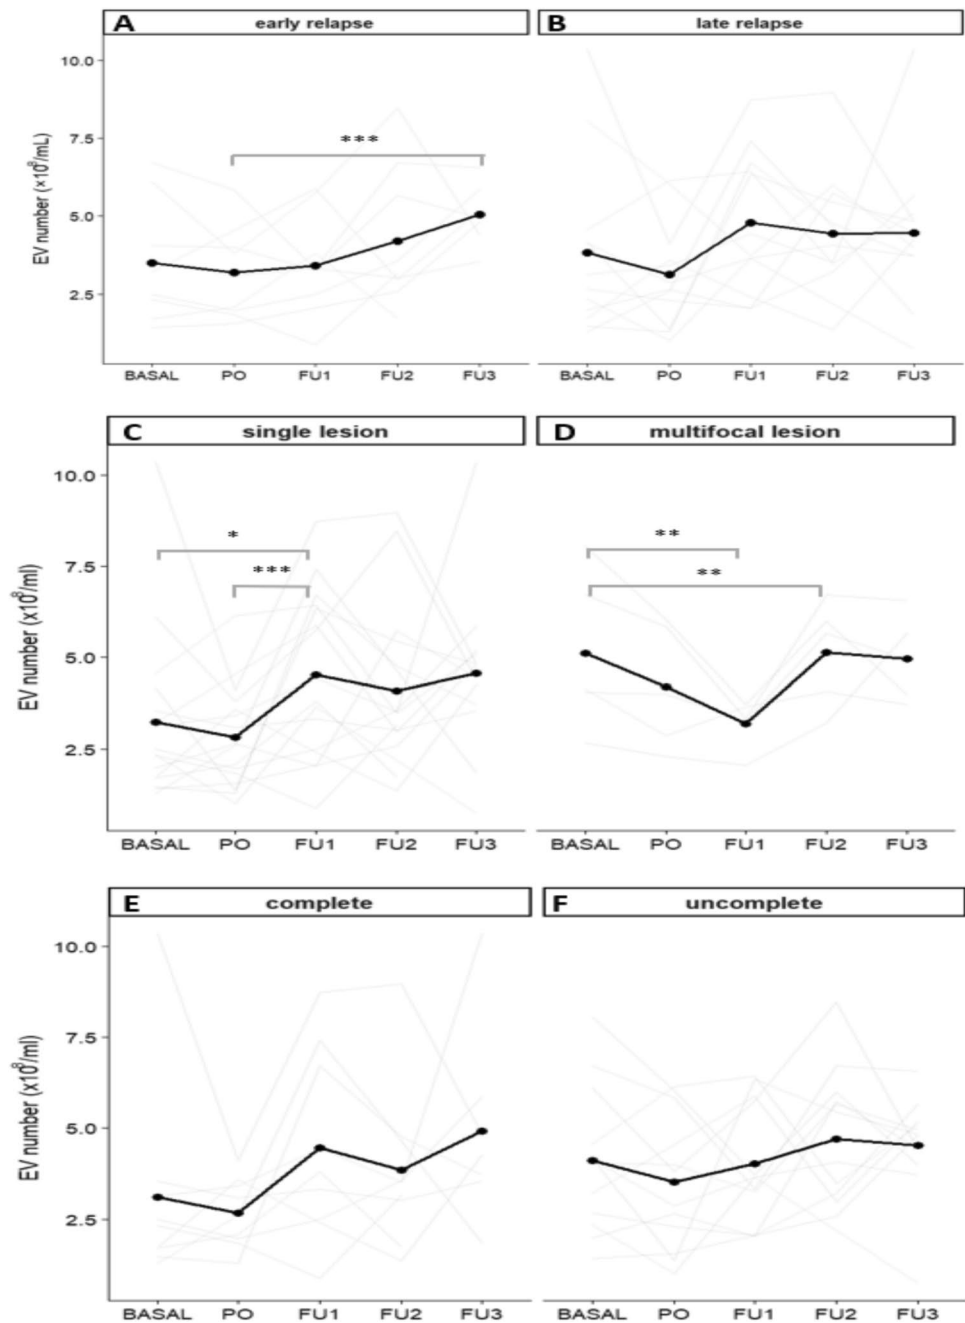 A early relapse
B late relapse
EV number (×10⁸/mL)
10.0
7.5
5.0
2.5
***
BASAL PO FU1 FU2 FU3
BASAL PO FU1 FU2 FU3
C single lesion
D multifocal lesion
EV number (x10⁸/ml)
10.0
7.5
5.0
2.5
*
***
**
**
BASAL PO FU1 FU2 FU3
BASAL PO FU1 FU2 FU3
E complete
F uncomplete
EV number (x10⁸/ml)
10.0
7.5
5.0
2.5
BASAL PO FU1 FU2 FU3
BASAL PO FU1 FU2 FU3